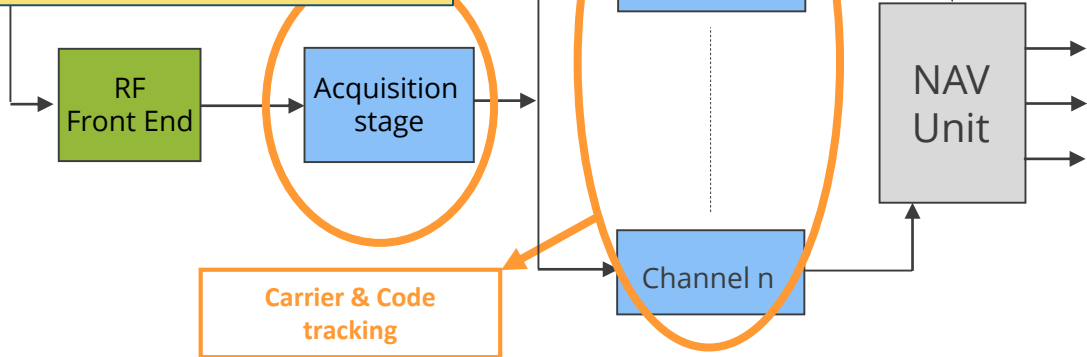 RF
Front End
Acquisition
stage
NAV
Unit
Channel n
Carrier & Code
tracking